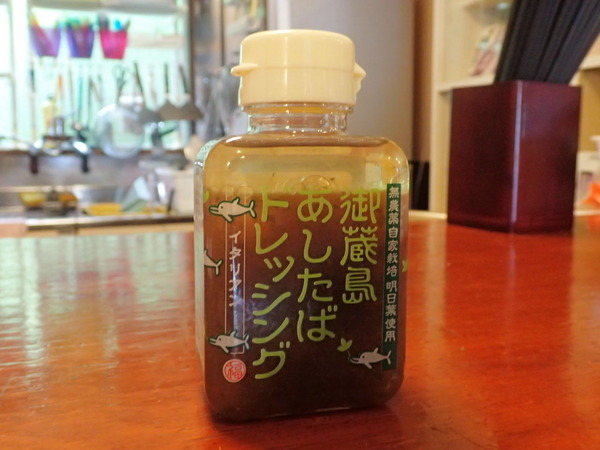 無農薬自家栽培 明日葉使用
御蔵島
あしたば
ドレッシング
イタリアン
福